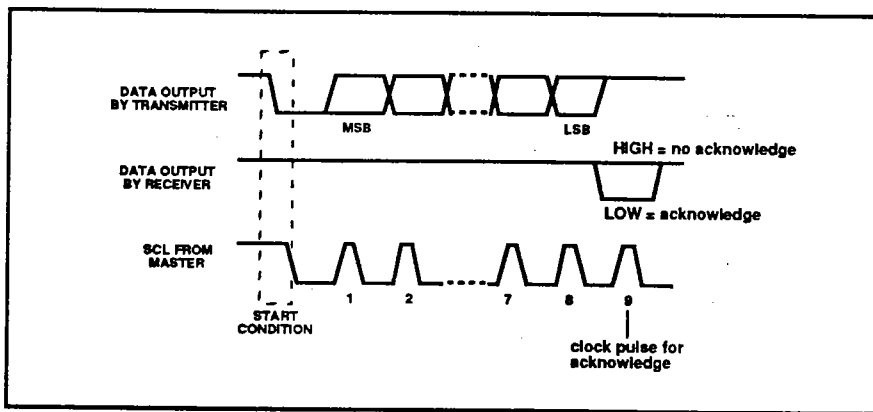 DATA OUTPUT
BY TRANSMITTER
MSB
LSB
HIGH = no acknowledge
DATA OUTPUT
BY RECEIVER
LOW = acknowledge
SCL FROM
MASTER
1
2
7
8
9
START
CONDITION
clock pulse for
acknowledge